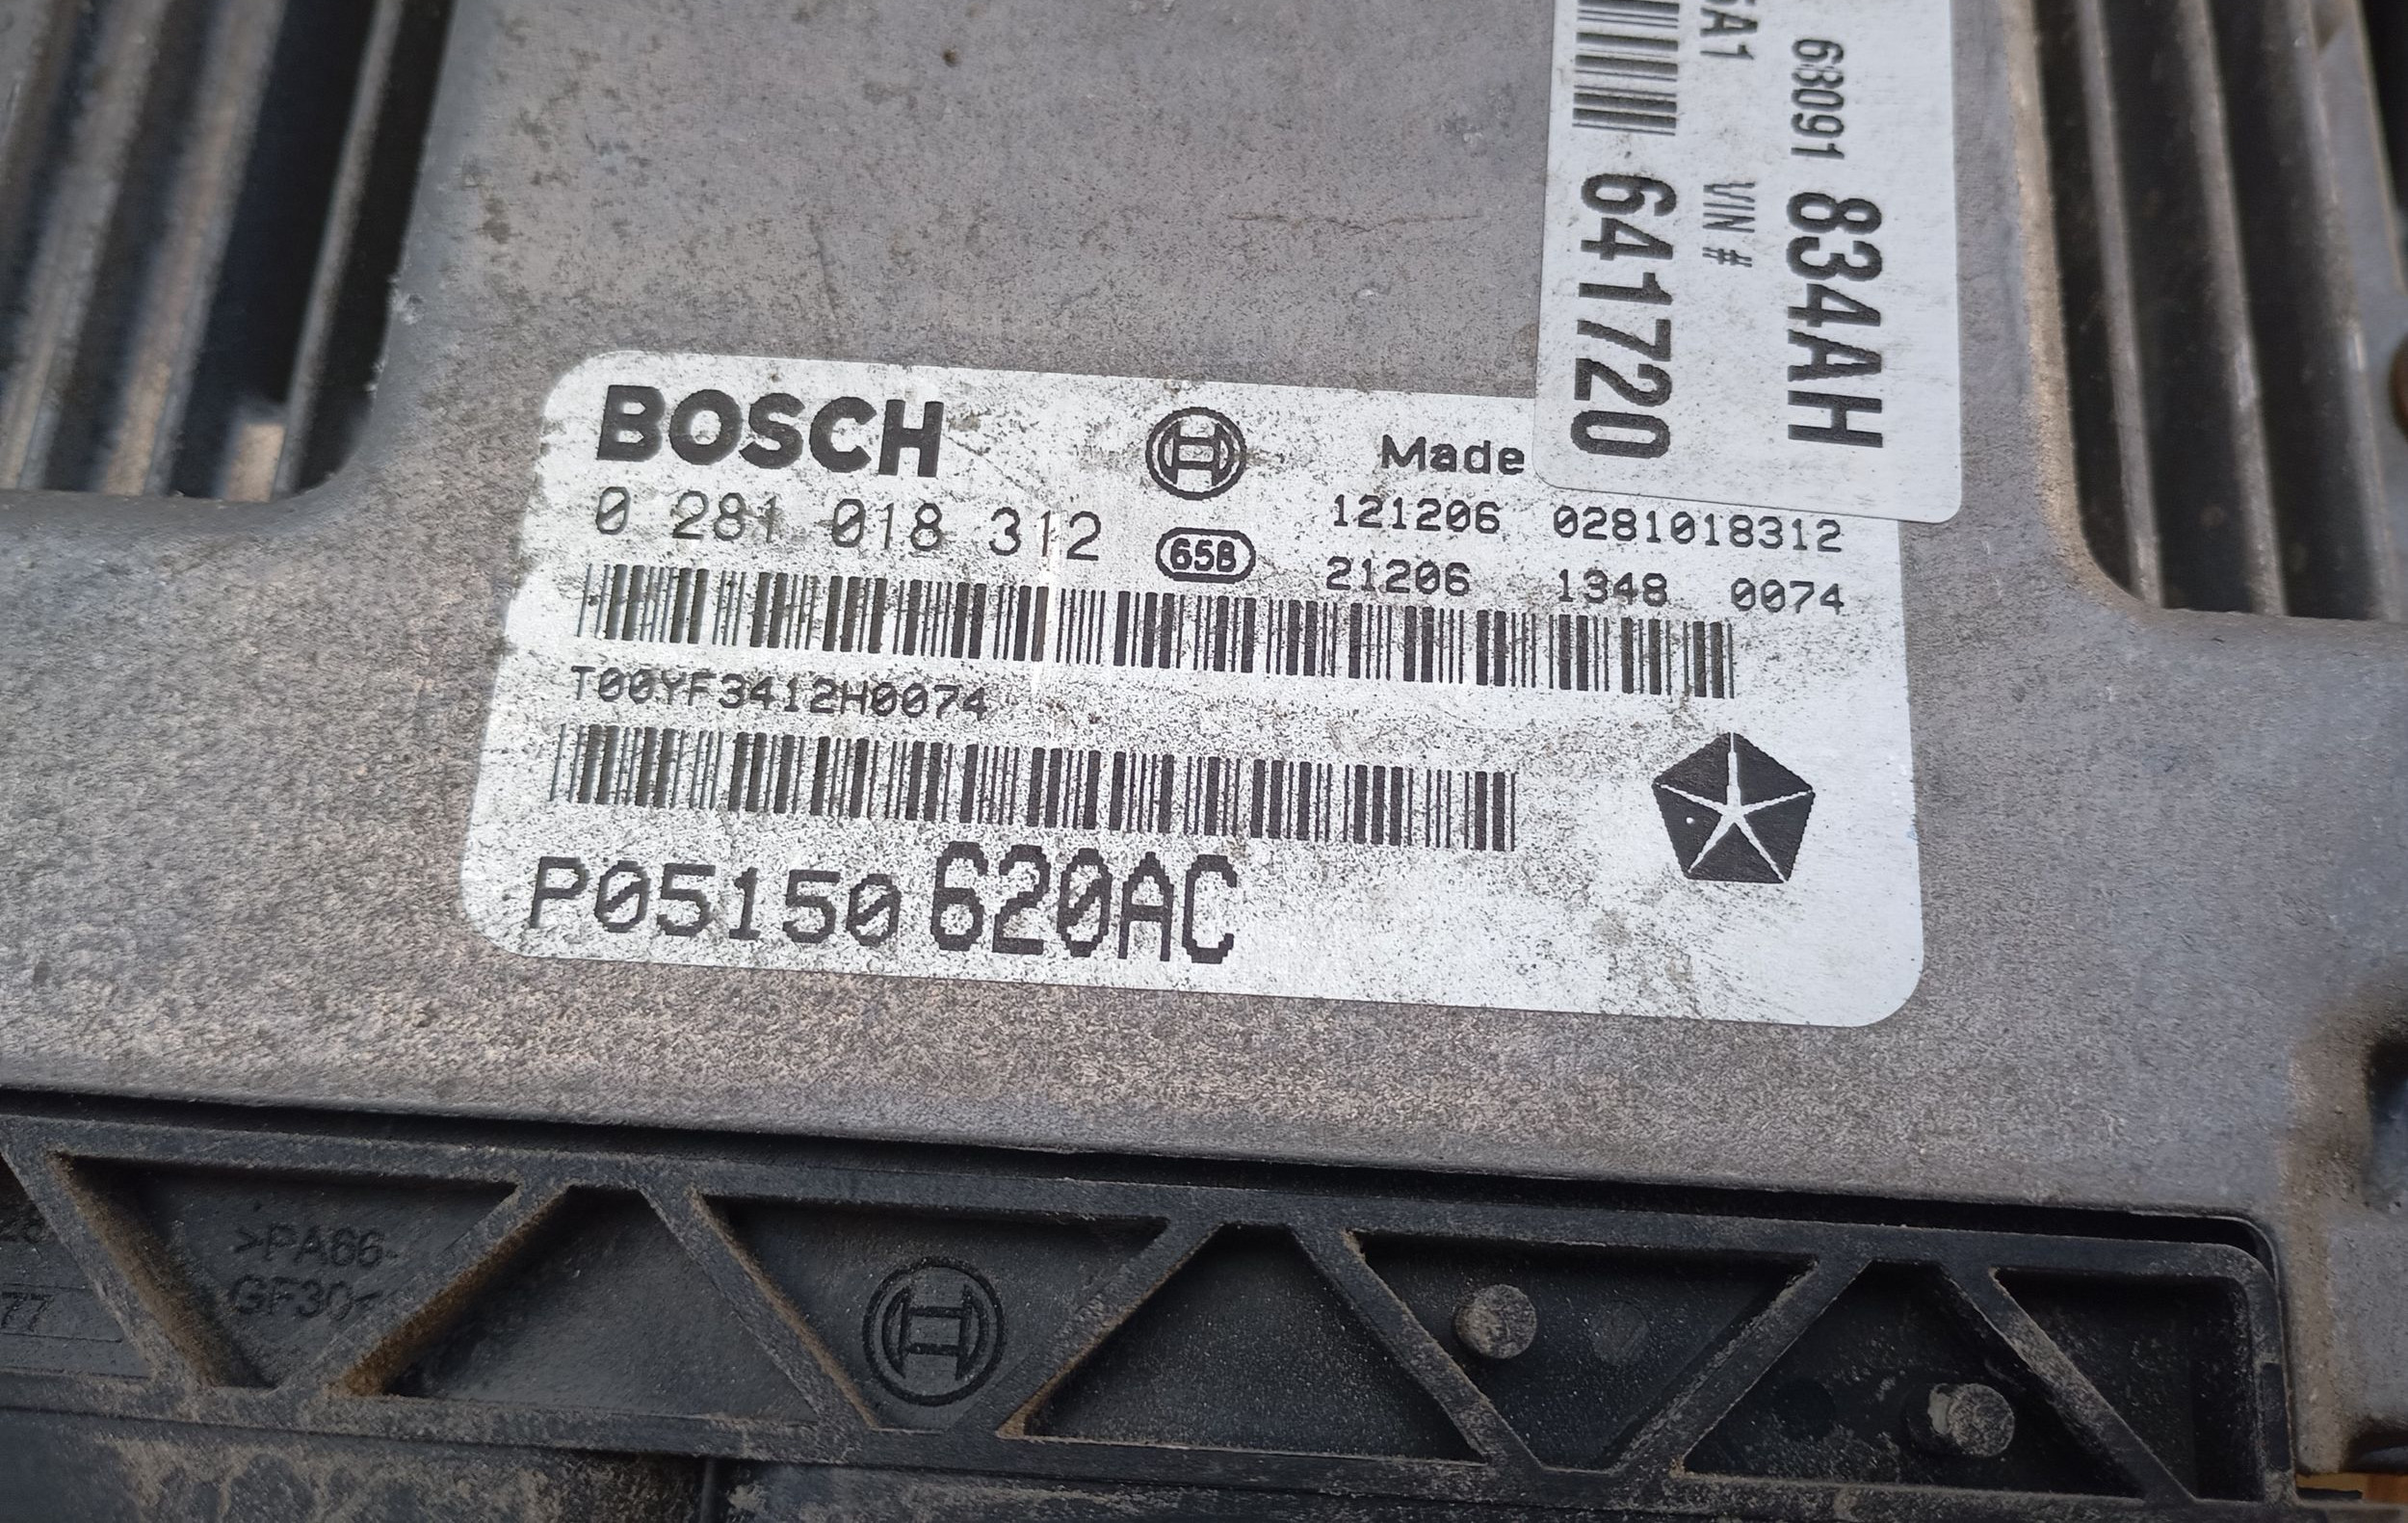 68091 834AH
VIN #
641720
BOSCH
Made
0 281 018 312
65B
121206 0281018312
21206 1348 0074
T00YF3412H0074
P05150620AC
>PA66-
GF30<
77